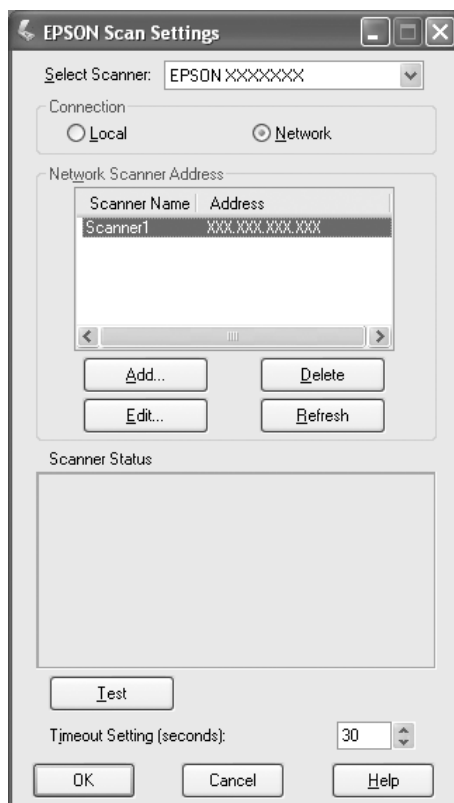 EPSON Scan Settings
Select Scanner: EPSON XXXXXXX
Connection
Local Network
Network Scanner Address
Scanner Name Address
Scanner1 XXX.XXX.XXX.XXX
Add... Delete
Edit... Refresh
Scanner Status
Test
Timeout Setting (seconds): 30
OK Cancel Help